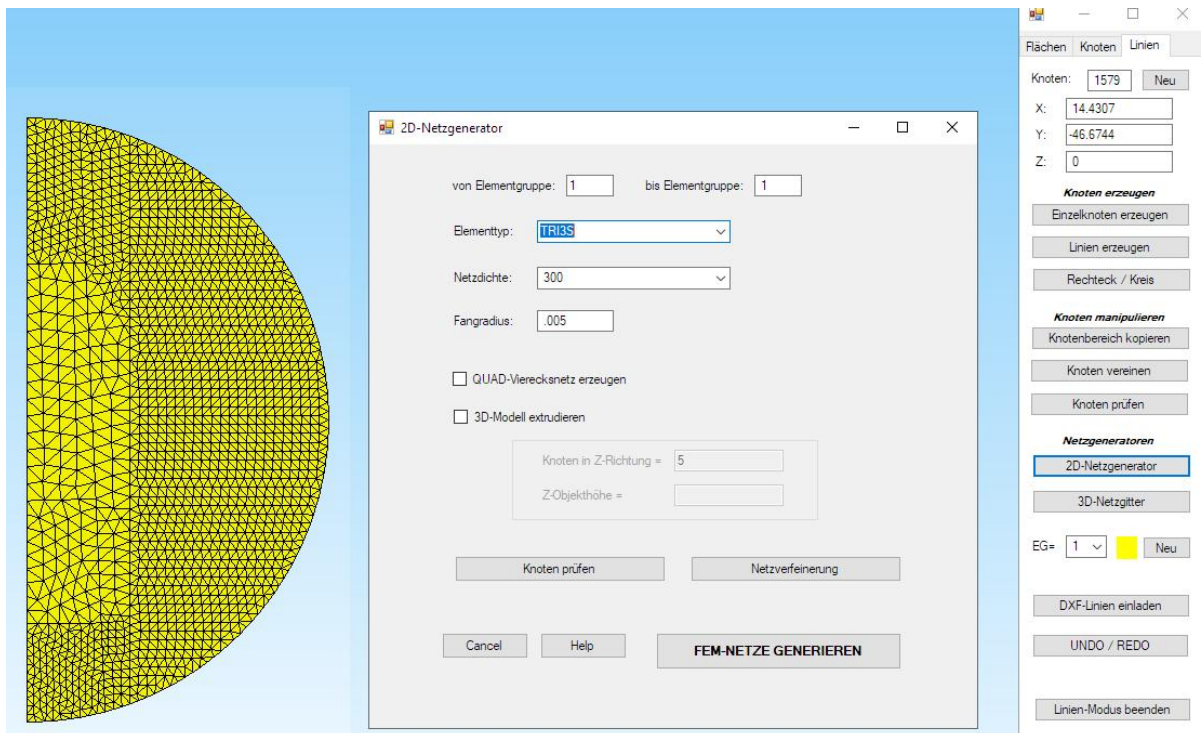 2D-Netzgenerator
von Elementgruppe: 1 bis Elementgruppe: 1
Elementtyp: TRI3S
Netzdichte: 300
Fangradius: .005
QUAD-Vierecksnetz erzeugen
3D-Modell extrudieren
Knoten in Z-Richtung = 5
Z-Objekthöhe =
Knoten prüfen Netzverfeinerung
Cancel Help FEM-NETZE GENERIEREN
Flächen Knoten Linien
Knoten: 1579 Neu
X: 14.4307
Y: -46.6744
Z: 0
Knoten erzeugen
Einzelknoten erzeugen
Linien erzeugen
Rechteck / Kreis
Knoten manipulieren
Knotenbereich kopieren
Knoten vereinen
Knoten prüfen
Netzgeneratoren
2D-Netzgenerator
3D-Netzgitter
EG= 1 Neu
DXF-Linien einladen
UNDO / REDO
Linien-Modus beenden